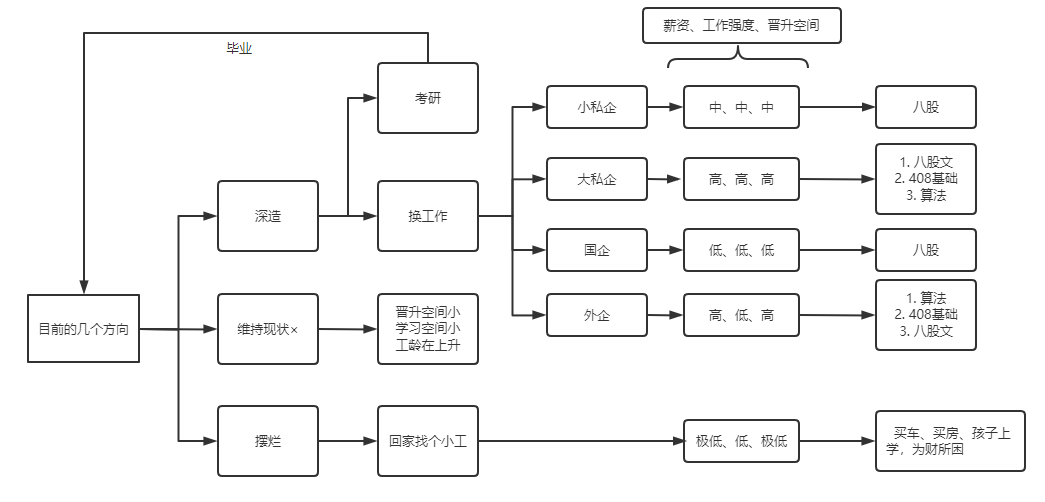 薪资、工作强度、晋升空间
毕业
考研
小私企
中、中、中
八股
大私企
高、高、高
1. 八股文
2. 408基础
3. 算法
深造
换工作
国企
低、低、低
八股
目前的几个方向
维持现状×
晋升空间小
学习空间小
工龄在上升
外企
高、低、高
1. 算法
2. 408基础
3. 八股文
摆烂
回家找个小工
极低、低、极低
买车、买房、孩子上
学，为财所困